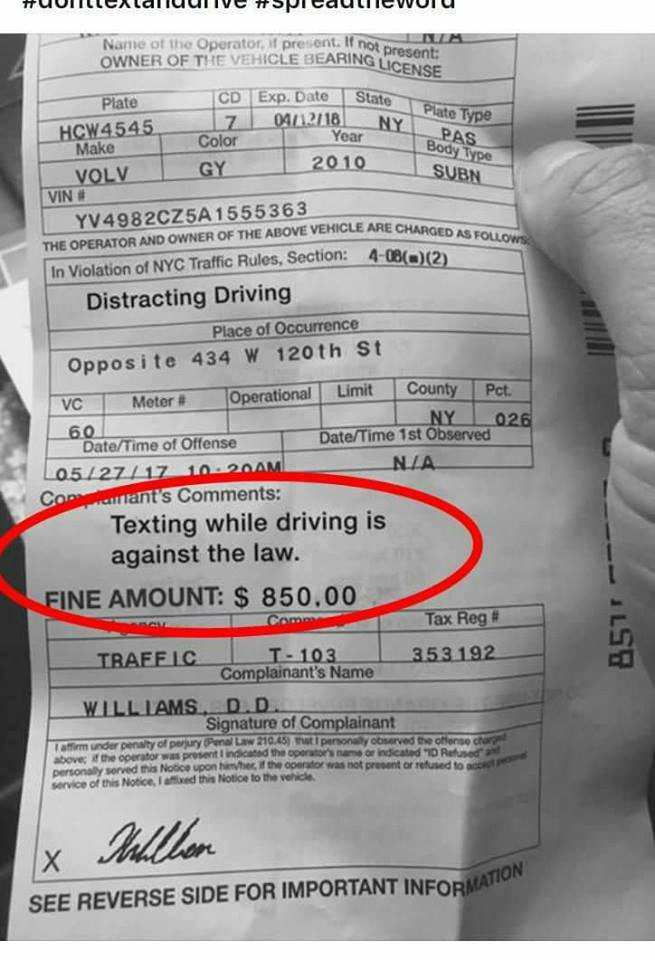 #donttextanddrive #spreadtheword
N/A
Name of the Operator, if present. If not present:
OWNER OF THE VEHICLE BEARING LICENSE
Plate CD Exp. Date State Plate Type
HCW4545 7 04/12/18 NY PAS
Make Color Year Body Type
VOLV GY 2010 SUBN
VIN #
YV4982CZ5A1555363
THE OPERATOR AND OWNER OF THE ABOVE VEHICLE ARE CHARGED AS FOLLOWS:
In Violation of NYC Traffic Rules, Section: 4-08(m)(2)
Distracting Driving
Place of Occurrence
Opposite 434 W 120th St
VC Meter # Operational Limit County Pct.
60 NY 026
Date/Time of Offense Date/Time 1st Observed
05/27/17 10:20AM N/A
Complainant's Comments:
Texting while driving is
against the law.
FINE AMOUNT: $ 850.00
Agency Command Tax Reg #
TRAFFIC T-103 353192
Complainant's Name
WILLIAMS, D.D.
Signature of Complainant
I affirm under penalty of perjury (Penal Law 210.45) that I personally observed the offense charged
above; if the operator was present I indicated the operator's name or indicated "ID Refused" and
personally served this Notice upon him/her, if the operator was not present or refused to accept personal
service of this Notice, I affixed this Notice to the vehicle.
X
SEE REVERSE SIDE FOR IMPORTANT INFORMATION